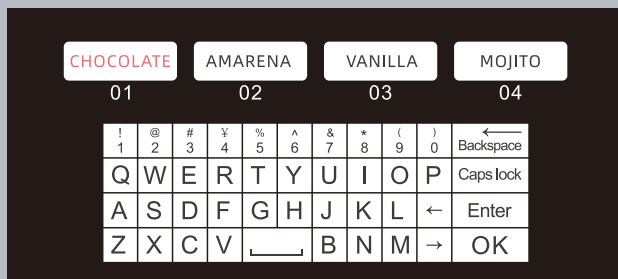 CHOCOLATE AMARENA VANILLA MOJITO
01 02 03 04
! @ # ¥ % ^ & * ( ) ←
1 2 3 4 5 6 7 8 9 0 Backspace
Q W E R T Y U I O P Caps lock
A S D F G H J K L ← Enter
Z X C V B N M → OK